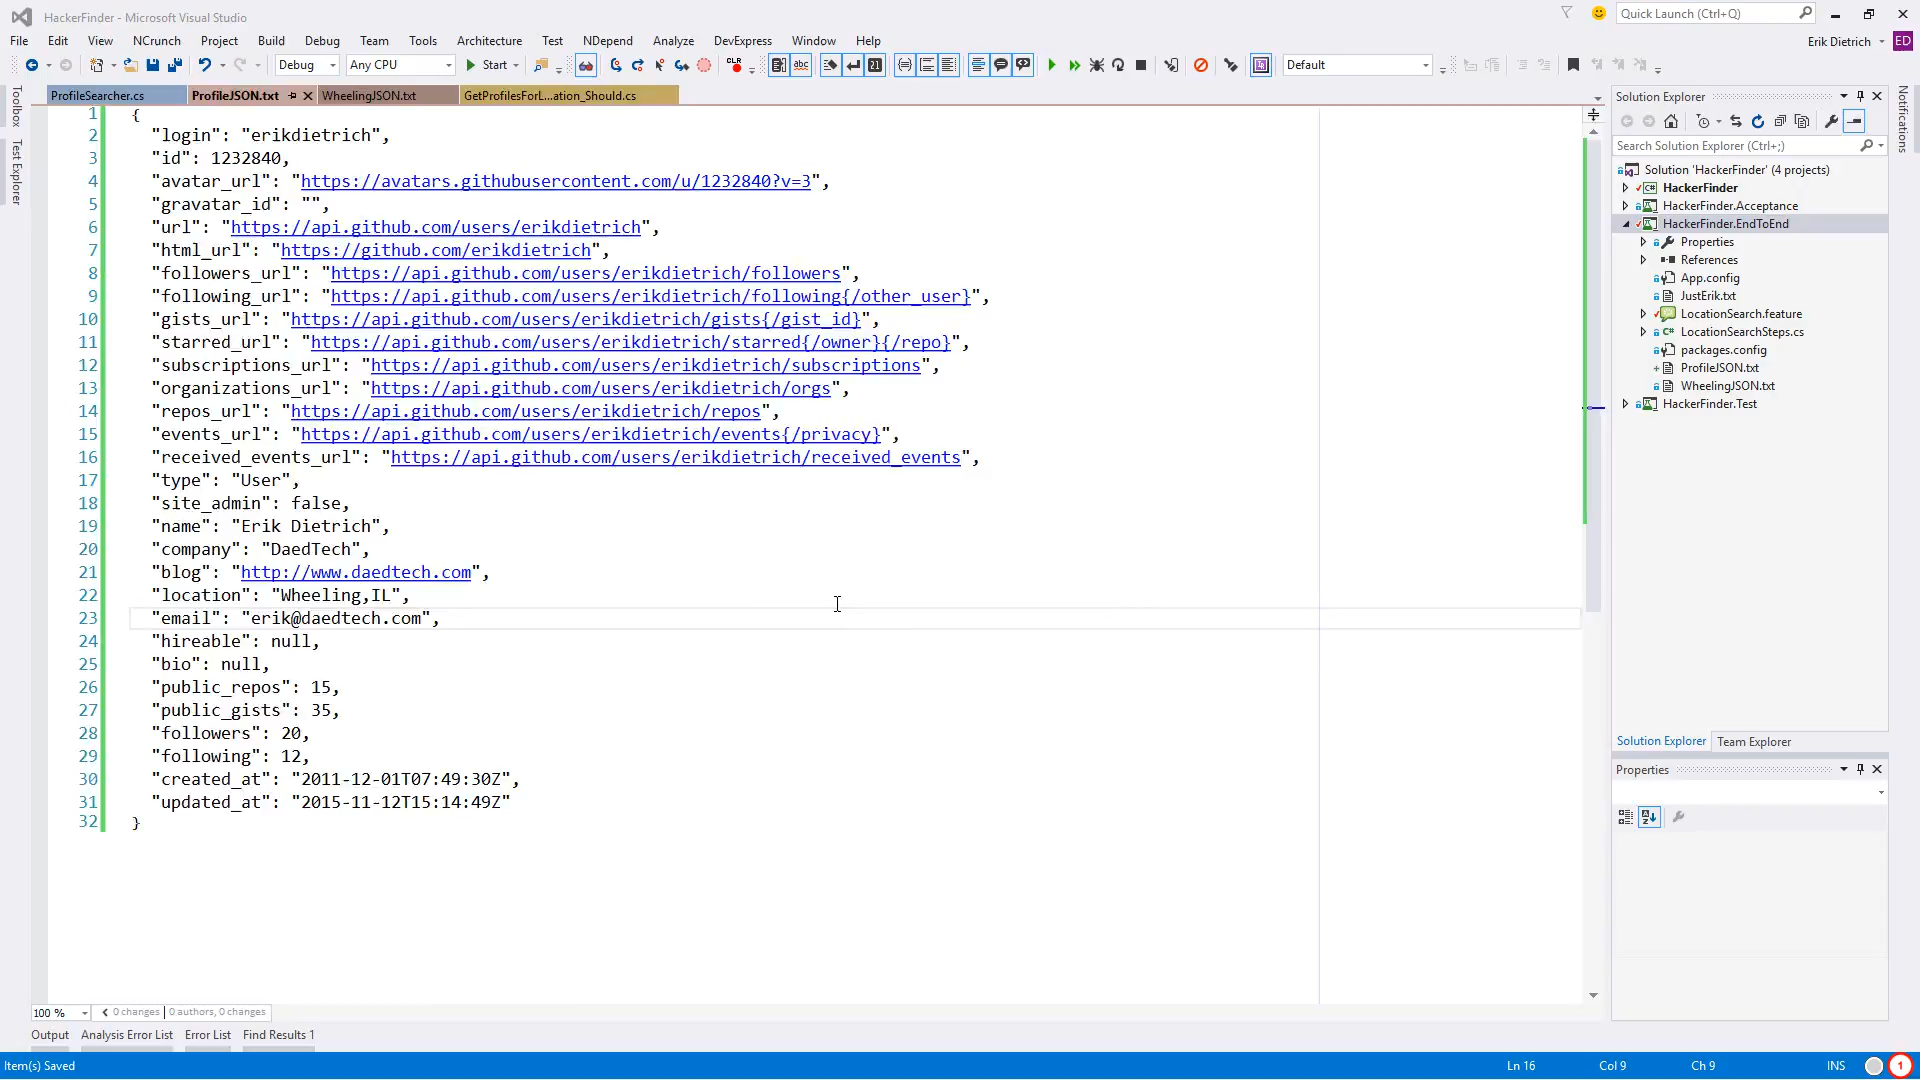 HackerFinder - Microsoft Visual Studio
Quick Launch (Ctrl+Q)
File Edit View NCrunch Project Build Debug Team Tools Architecture Test NDepend Analyze DevExpress Window Help
Erik Dietrich ED
Debug Any CPU Start CLR abc 21 Default
Toolbox
Test Explorer
ProfileSearcher.cs ProfileJSON.txt WheelingJSON.txt GetProfilesForL...ation_Should.cs
1 {
2 "login": "erikdietrich",
3 "id": 1232840,
4 "avatar_url": "https://avatars.githubusercontent.com/u/1232840?v=3",
5 "gravatar_id": "",
6 "url": "https://api.github.com/users/erikdietrich",
7 "html_url": "https://github.com/erikdietrich",
8 "followers_url": "https://api.github.com/users/erikdietrich/followers",
9 "following_url": "https://api.github.com/users/erikdietrich/following{/other_user}",
10 "gists_url": "https://api.github.com/users/erikdietrich/gists{/gist_id}",
11 "starred_url": "https://api.github.com/users/erikdietrich/starred{/owner}{/repo}",
12 "subscriptions_url": "https://api.github.com/users/erikdietrich/subscriptions",
13 "organizations_url": "https://api.github.com/users/erikdietrich/orgs",
14 "repos_url": "https://api.github.com/users/erikdietrich/repos",
15 "events_url": "https://api.github.com/users/erikdietrich/events{/privacy}",
16 "received_events_url": "https://api.github.com/users/erikdietrich/received_events",
17 "type": "User",
18 "site_admin": false,
19 "name": "Erik Dietrich",
20 "company": "DaedTech",
21 "blog": "http://www.daedtech.com",
22 "location": "Wheeling,IL",
23 "email": "erik@daedtech.com",
24 "hireable": null,
25 "bio": null,
26 "public_repos": 15,
27 "public_gists": 35,
28 "followers": 20,
29 "following": 12,
30 "created_at": "2011-12-01T07:49:30Z",
31 "updated_at": "2015-11-12T15:14:49Z"
32 }
100 % 0 changes | 0 authors, 0 changes
Output Analysis Error List Error List Find Results 1
Solution Explorer
Search Solution Explorer (Ctrl+;)
Solution 'HackerFinder' (4 projects)
HackerFinder
HackerFinder.Acceptance
HackerFinder.EndToEnd
Properties
References
App.config
JustErik.txt
LocationSearch.feature
LocationSearchSteps.cs
packages.config
ProfileJSON.txt
WheelingJSON.txt
HackerFinder.Test
Solution Explorer Team Explorer
Properties
Notifications
Item(s) Saved Ln 16 Col 9 Ch 9 INS 1